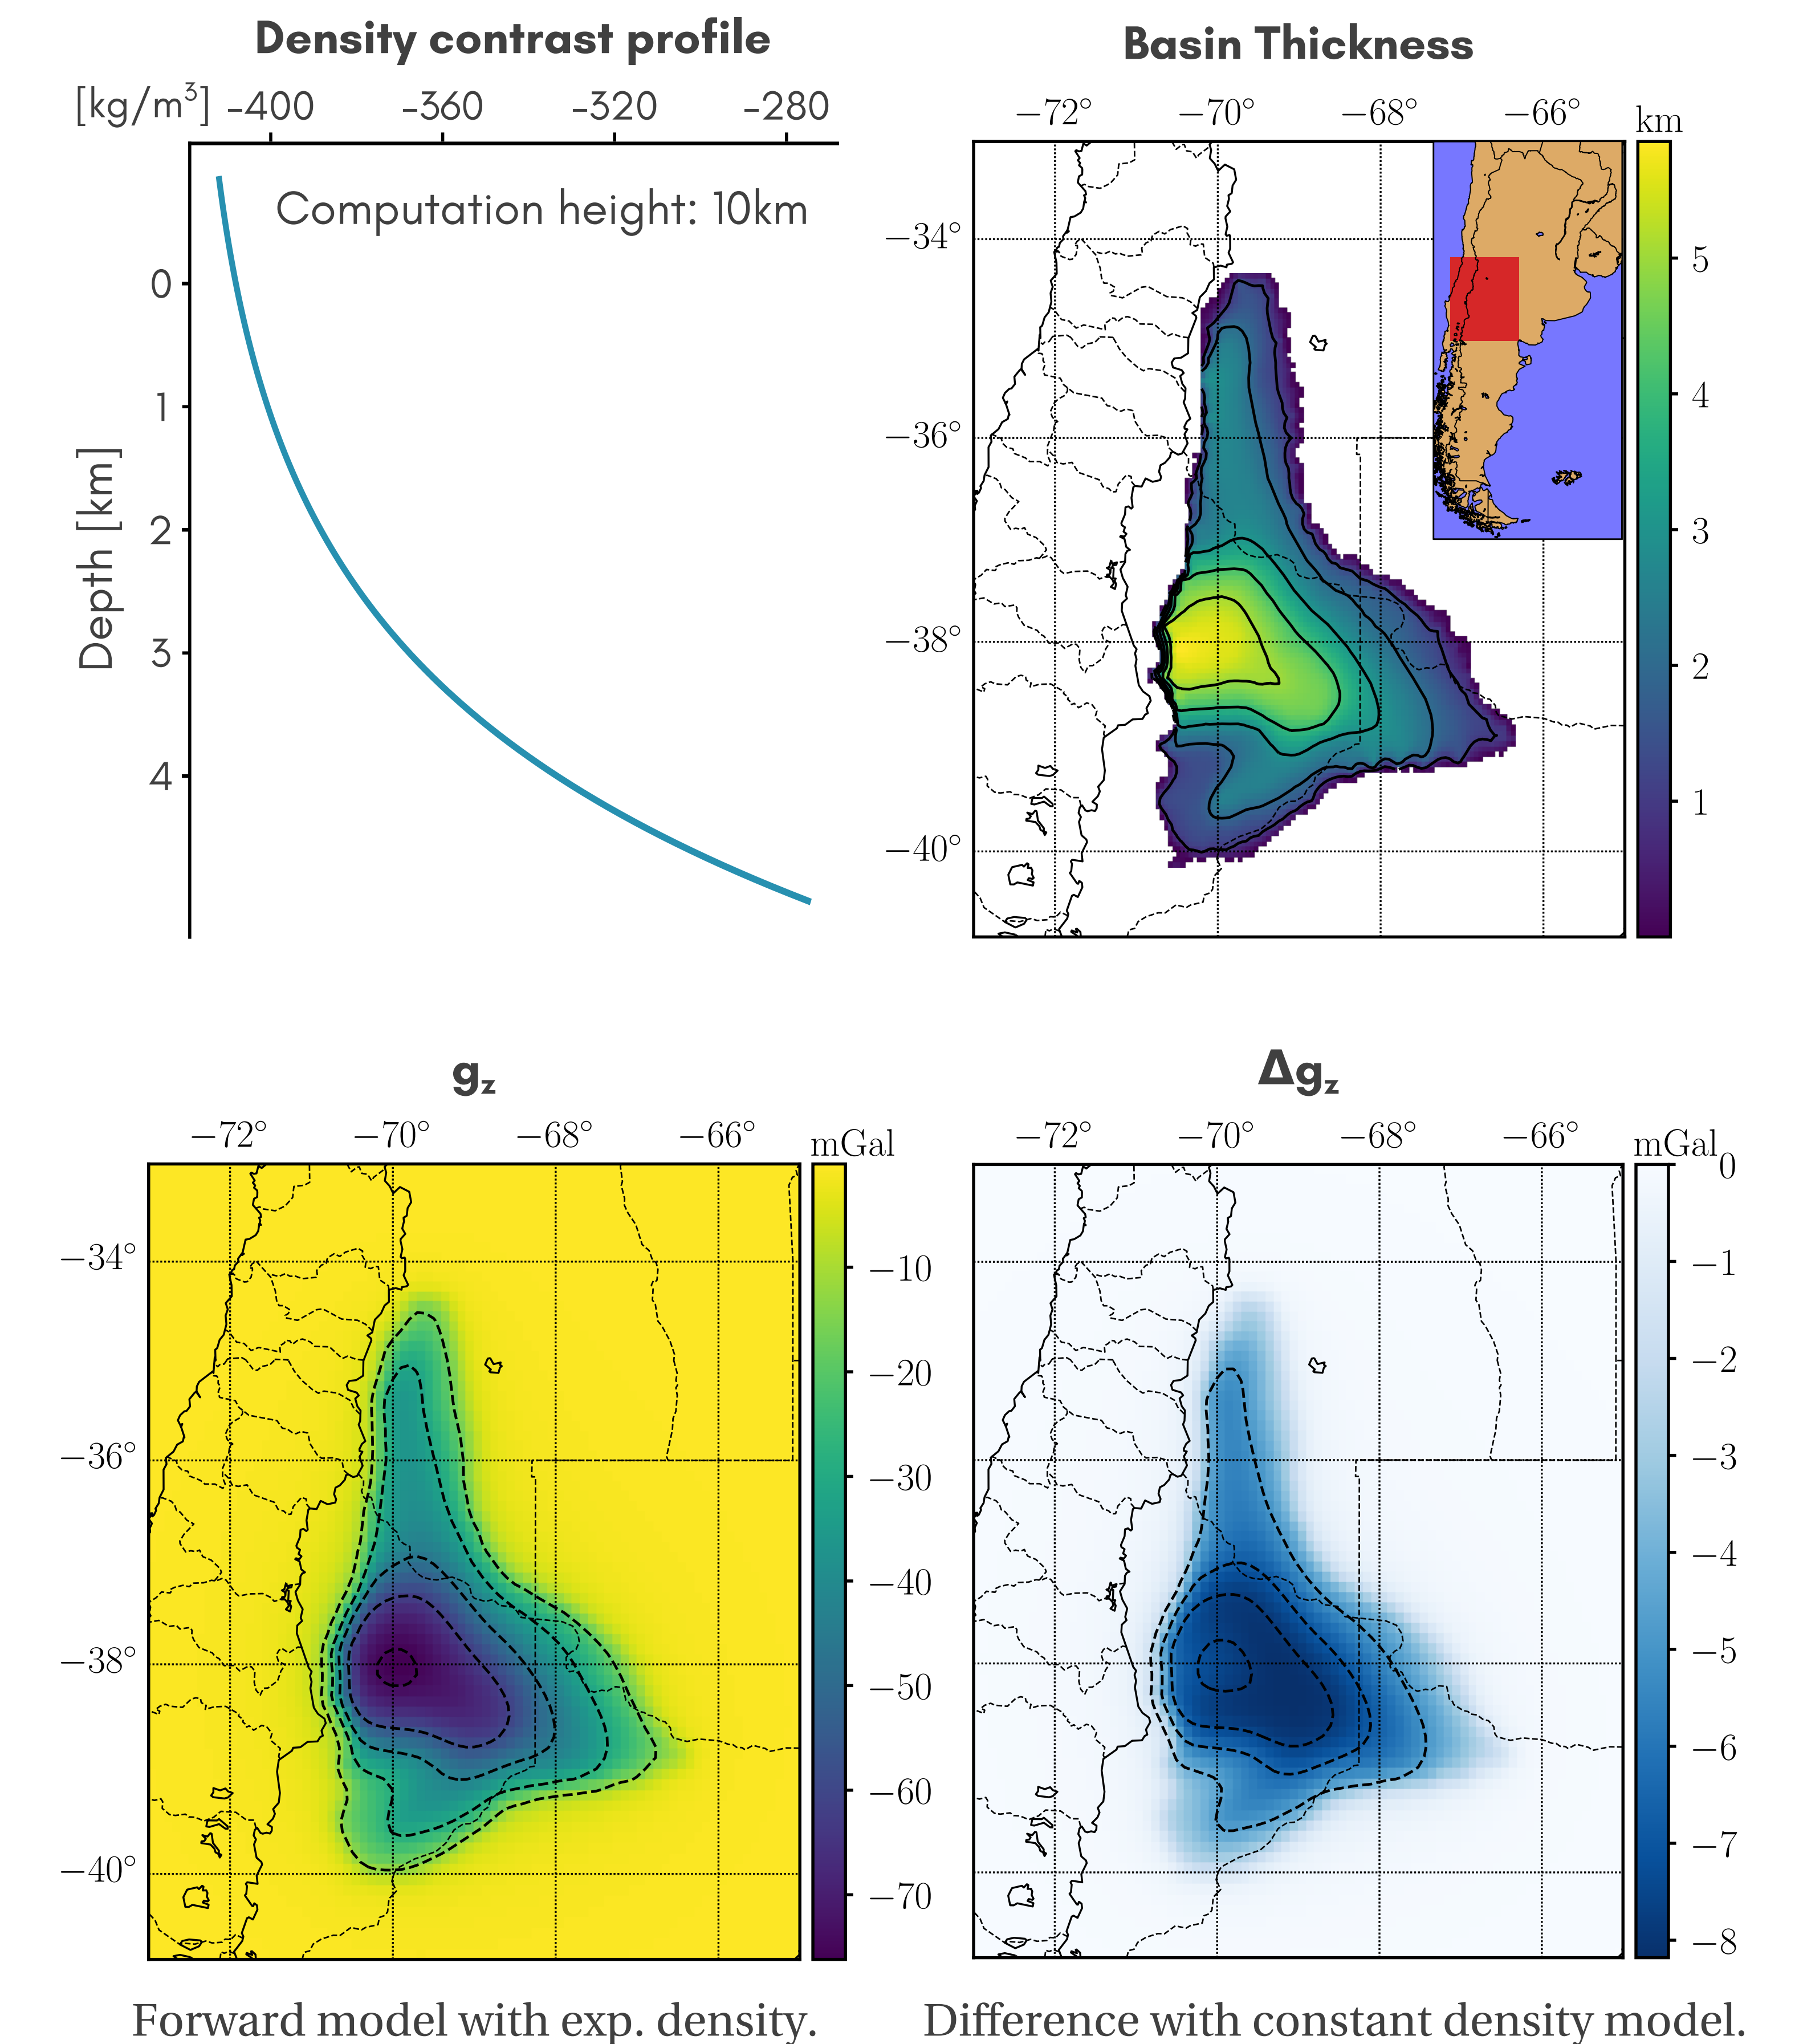 Density contrast profile
[kg/m³] -400 -360 -320 -280
Computation height: 10km
Depth [km]
0
1
2
3
4
Basin Thickness
−72° −70° −68° −66°
km
−34°
−36°
−38°
−40°
5
4
3
2
1
gz
−72° −70° −68° −66°
mGal
−34°
−36°
−38°
−40°
−10
−20
−30
−40
−50
−60
−70
Forward model with exp. density.
Δgz
−72° −70° −68° −66°
mGal
0
−1
−2
−3
−4
−5
−6
−7
−8
Difference with constant density model.